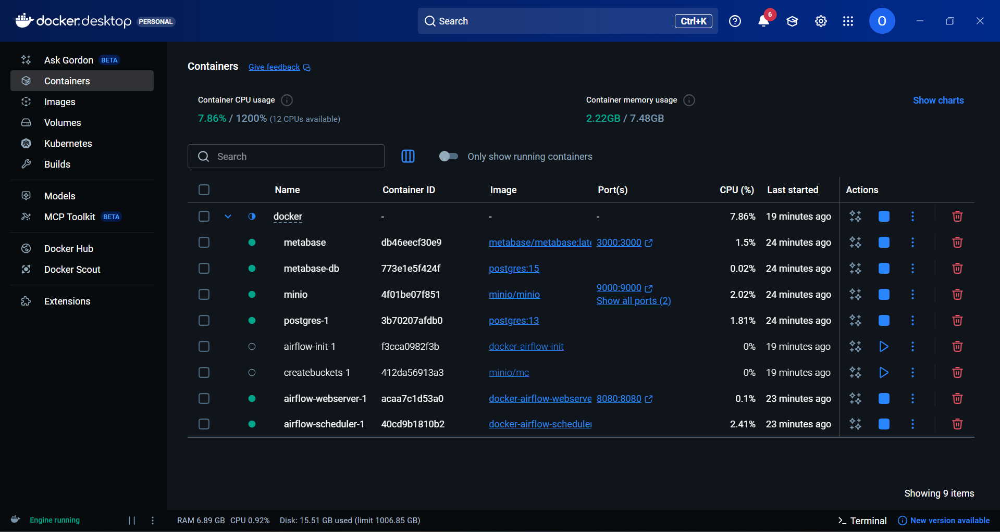 docker.desktop PERSONAL
Search Ctrl+K
6
O
Ask Gordon BETA
Containers
Images
Volumes
Kubernetes
Builds
Models
MCP Toolkit BETA
Docker Hub
Docker Scout
Extensions
Containers Give feedback
Container CPU usage
7.86% / 1200% (12 CPUs available)
Container memory usage
2.22GB / 7.48GB
Show charts
Search
Only show running containers
Name Container ID Image Port(s) CPU (%) Last started Actions
docker - - - 7.86% 19 minutes ago
metabase db46eecf30e9 metabase/metabase:late 3000:3000 1.5% 24 minutes ago
metabase-db 773e1e5f424f postgres:15 0.02% 24 minutes ago
minio 4f01be07f851 minio/minio 9000:9000 2.02% 24 minutes ago
Show all ports (2)
postgres-1 3b70207afdb0 postgres:13 1.81% 24 minutes ago
airflow-init-1 f3cca0982f3b docker-airflow-init 0% 19 minutes ago
createbuckets-1 412da56913a3 minio/mc 0% 19 minutes ago
airflow-webserver-1 acaa7c1d53a0 docker-airflow-webserve 8080:8080 0.1% 23 minutes ago
airflow-scheduler-1 40cd9b1810b2 docker-airflow-scheduler 2.41% 23 minutes ago
Showing 9 items
Engine running
RAM 6.89 GB CPU 0.92% Disk: 15.51 GB used (limit 1006.85 GB)
Terminal
New version available